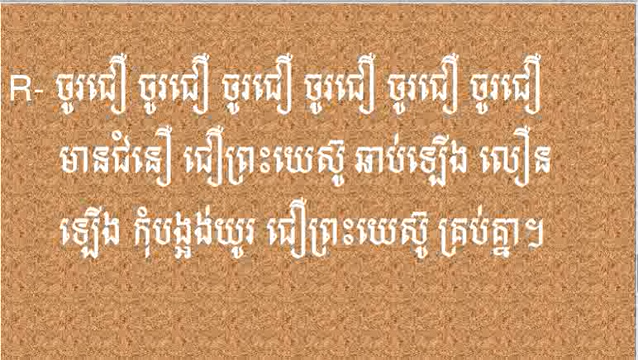 R- ចូរជឿ ចូរជឿ ចូរជឿ ចូរជឿ ចូរជឿ ចូរជឿ
មានជំនឿ ជឿព្រះយេស៊ូ ឆាប់ឡើង លឿន
ឡើង កុំបង្អង់យូរ ជឿព្រះយេស៊ូ គ្រប់គ្នា។